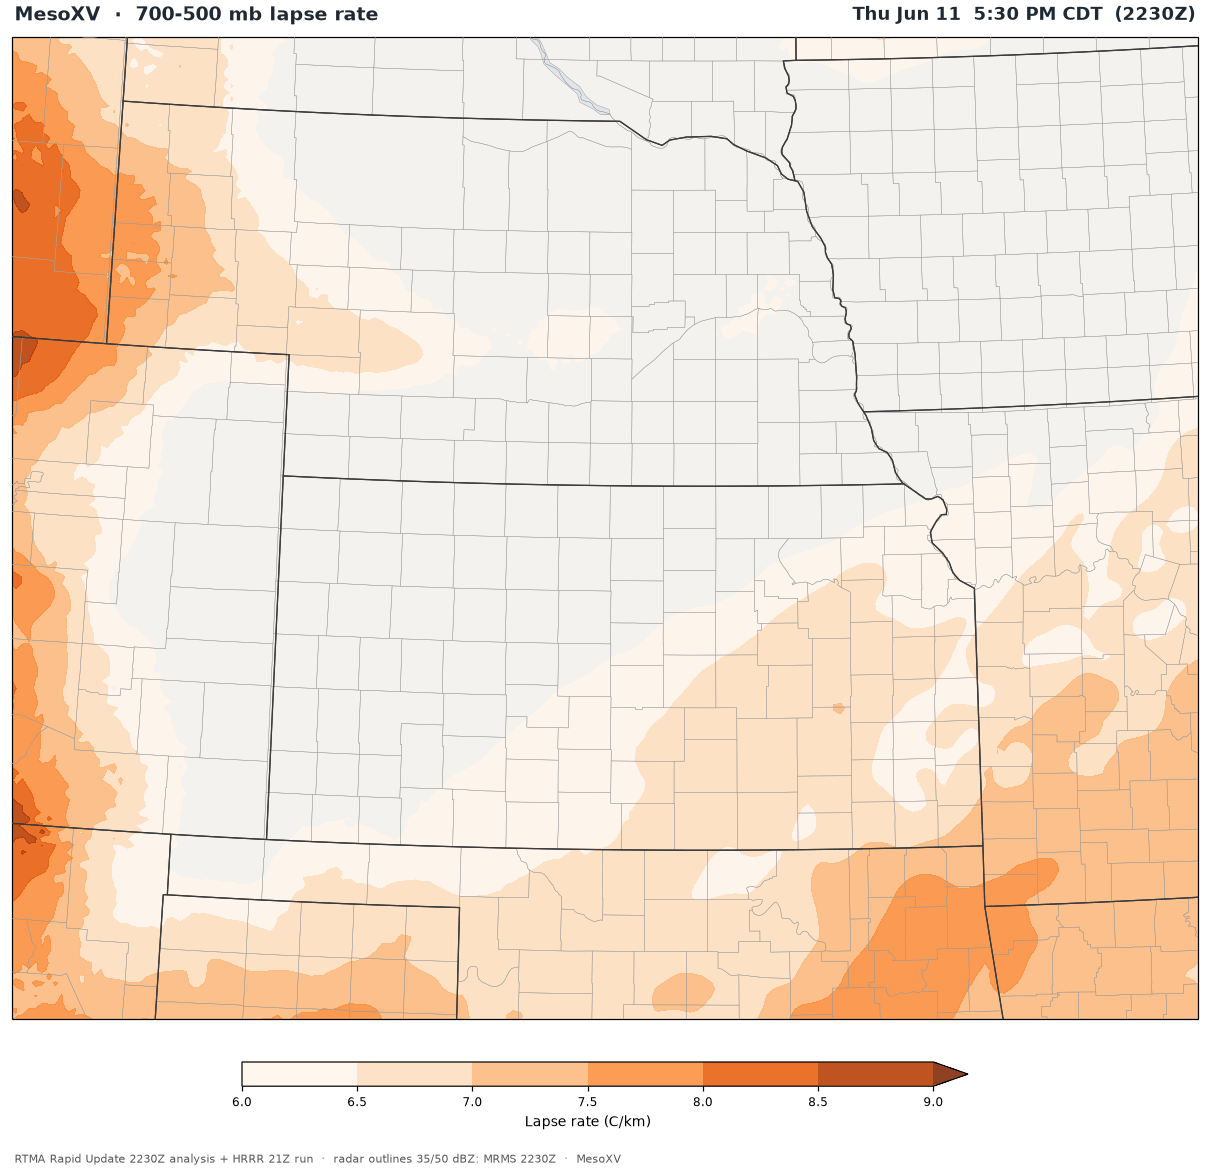 MesoXV · 700-500 mb lapse rate
Thu Jun 11 5:30 PM CDT (2230Z)
6.0 6.5 7.0 7.5 8.0 8.5 9.0
Lapse rate (C/km)
RTMA Rapid Update 2230Z analysis + HRRR 21Z run · radar outlines 35/50 dBZ: MRMS 2230Z · MesoXV